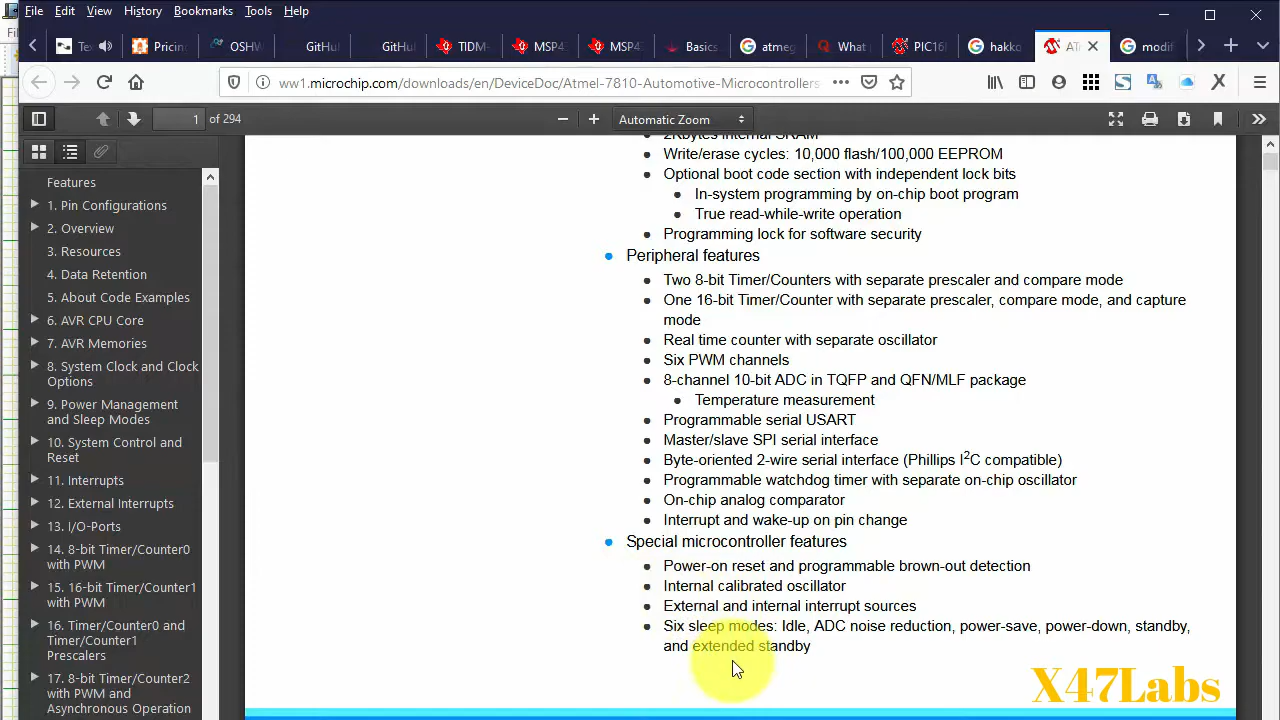 File Edit View History Bookmarks Tools Help
Fi
Te Pricin OSHW GitHu GitHu TIDM- MSP4 MSP4 Basics atmeg What PIC16 hakko AT modif
ww1.microchip.com/downloads/en/DeviceDoc/Atmel-7810-Automotive-Microcontrollers
1 of 294 Automatic Zoom
Features
1. Pin Configurations
2. Overview
3. Resources
4. Data Retention
5. About Code Examples
6. AVR CPU Core
7. AVR Memories
8. System Clock and Clock
Options
9. Power Management
and Sleep Modes
10. System Control and
Reset
11. Interrupts
12. External Interrupts
13. I/O-Ports
14. 8-bit Timer/Counter0
with PWM
15. 16-bit Timer/Counter1
with PWM
16. Timer/Counter0 and
Timer/Counter1
Prescalers
17. 8-bit Timer/Counter2
with PWM and
Asynchronous Operation
2Kbytes internal SRAM
Write/erase cycles: 10,000 flash/100,000 EEPROM
Optional boot code section with independent lock bits
In-system programming by on-chip boot program
True read-while-write operation
Programming lock for software security
Peripheral features
Two 8-bit Timer/Counters with separate prescaler and compare mode
One 16-bit Timer/Counter with separate prescaler, compare mode, and capture
mode
Real time counter with separate oscillator
Six PWM channels
8-channel 10-bit ADC in TQFP and QFN/MLF package
Temperature measurement
Programmable serial USART
Master/slave SPI serial interface
Byte-oriented 2-wire serial interface (Phillips I²C compatible)
Programmable watchdog timer with separate on-chip oscillator
On-chip analog comparator
Interrupt and wake-up on pin change
Special microcontroller features
Power-on reset and programmable brown-out detection
Internal calibrated oscillator
External and internal interrupt sources
Six sleep modes: Idle, ADC noise reduction, power-save, power-down, standby,
and extended standby
X47Labs